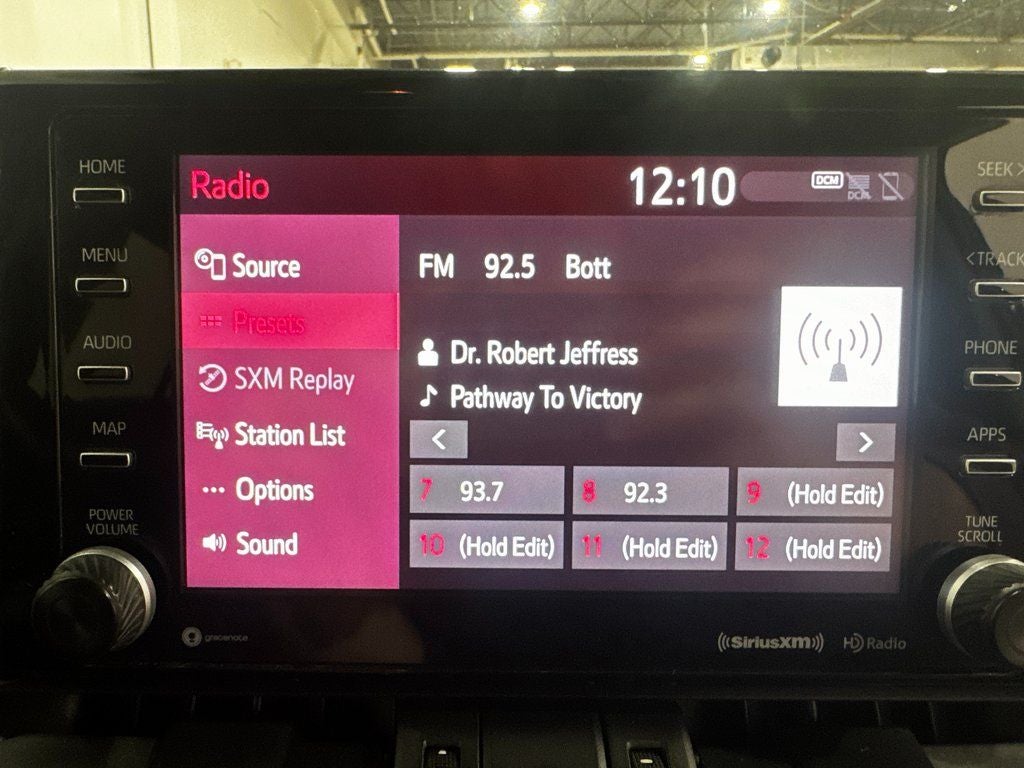 HOME
MENU
AUDIO
MAP
POWER
VOLUME
Radio
12:10
DCM
DCM
Source
Presets
SXM Replay
Station List
... Options
Sound
FM 92.5 Bott
Dr. Robert Jeffress
Pathway To Victory
< >
7 93.7
8 92.3
9 (Hold Edit)
10 (Hold Edit)
11 (Hold Edit)
12 (Hold Edit)
SEEK >
< TRACK
PHONE
APPS
TUNE
SCROLL
gracenote
((SiriusXM))
HD Radio